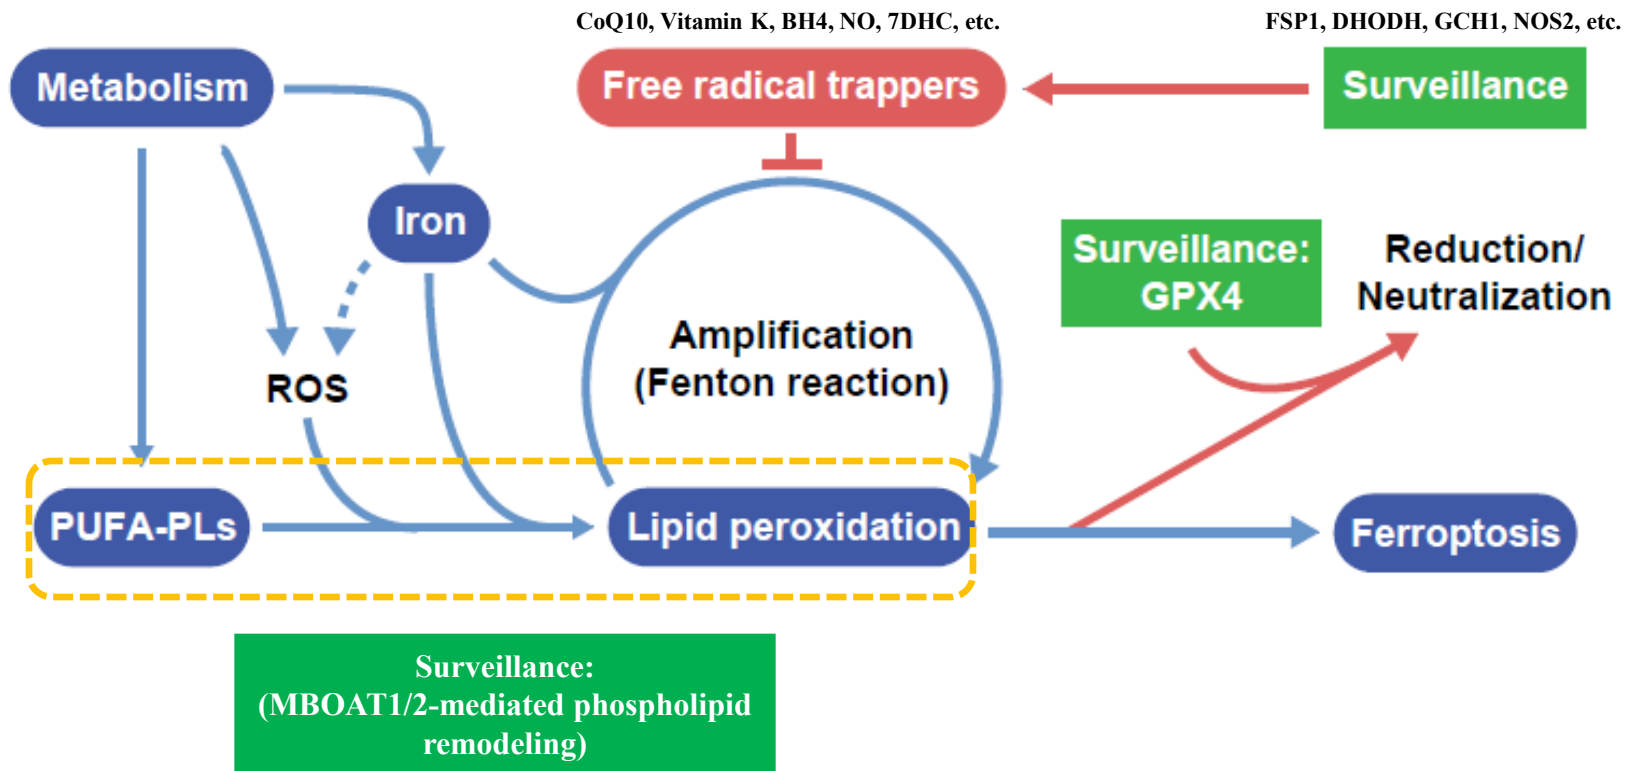 CoQ10, Vitamin K, BH4, NO, 7DHC, etc.
FSP1, DHODH, GCH1, NOS2, etc.
Metabolism
Free radical trappers
Surveillance
Iron
Surveillance:
GPX4
Reduction/
Neutralization
Amplification
(Fenton reaction)
ROS
PUFA-PLs
Lipid peroxidation
Ferroptosis
Surveillance:
(MBOAT1/2-mediated phospholipid
remodeling)